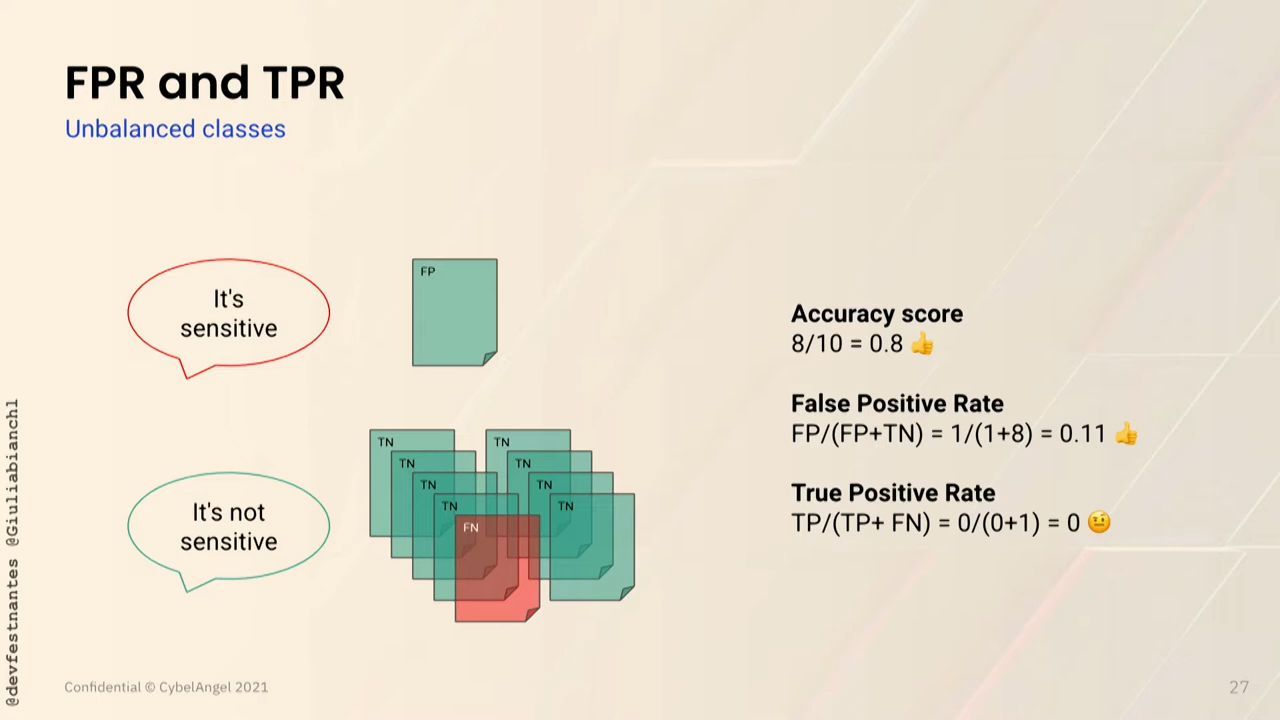 FPR and TPR
Unbalanced classes
It's
sensitive
FP
Accuracy score
8/10 = 0.8 👍
False Positive Rate
FP/(FP+TN) = 1/(1+8) = 0.11 👍
True Positive Rate
TP/(TP+ FN) = 0/(0+1) = 0 🤨
It's not
sensitive
TN
TN
TN
TN
FN
TN
TN
TN
TN
@devfestnantes @Giuliabianchl
Confidential © CybelAngel 2021
27